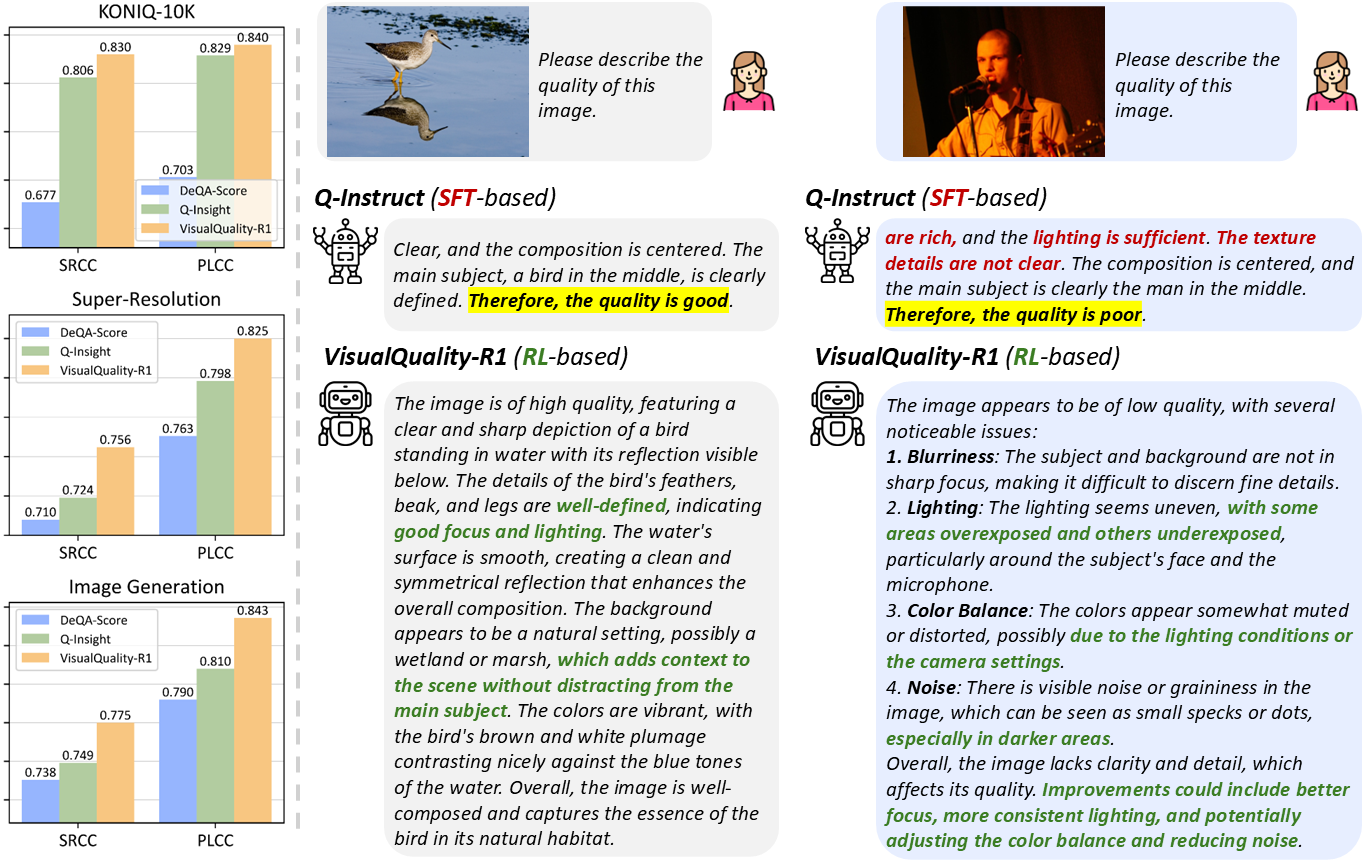 KONIQ-10K
0.677
0.806
0.830
0.703
0.829
0.840
DeQA-Score
Q-Insight
VisualQuality-R1
SRCC
PLCC
Super-Resolution
DeQA-Score
Q-Insight
VisualQuality-R1
0.710
0.724
0.756
0.763
0.798
0.825
SRCC
PLCC
Image Generation
DeQA-Score
Q-Insight
VisualQuality-R1
0.738
0.749
0.775
0.790
0.810
0.843
SRCC
PLCC
Please describe the
quality of this
image.
Q-Instruct (SFT-based)
Clear, and the composition is centered. The
main subject, a bird in the middle, is clearly
defined. Therefore, the quality is good.
VisualQuality-R1 (RL-based)
The image is of high quality, featuring a
clear and sharp depiction of a bird
standing in water with its reflection visible
below. The details of the bird's feathers,
beak, and legs are well-defined, indicating
good focus and lighting. The water's
surface is smooth, creating a clean and
symmetrical reflection that enhances the
overall composition. The background
appears to be a natural setting, possibly a
wetland or marsh, which adds context to
the scene without distracting from the
main subject. The colors are vibrant, with
the bird's brown and white plumage
contrasting nicely against the blue tones
of the water. Overall, the image is well-
composed and captures the essence of the
bird in its natural habitat.
Please describe the
quality of this
image.
Q-Instruct (SFT-based)
are rich, and the lighting is sufficient. The texture
details are not clear. The composition is centered, and
the main subject is clearly the man in the middle.
Therefore, the quality is poor.
VisualQuality-R1 (RL-based)
The image appears to be of low quality, with several
noticeable issues:
1. Blurriness: The subject and background are not in
sharp focus, making it difficult to discern fine details.
2. Lighting: The lighting seems uneven, with some
areas overexposed and others underexposed,
particularly around the subject's face and the
microphone.
3. Color Balance: The colors appear somewhat muted
or distorted, possibly due to the lighting conditions or
the camera settings.
4. Noise: There is visible noise or graininess in the
image, which can be seen as small specks or dots,
especially in darker areas.
Overall, the image lacks clarity and detail, which
affects its quality. Improvements could include better
focus, more consistent lighting, and potentially
adjusting the color balance and reducing noise.